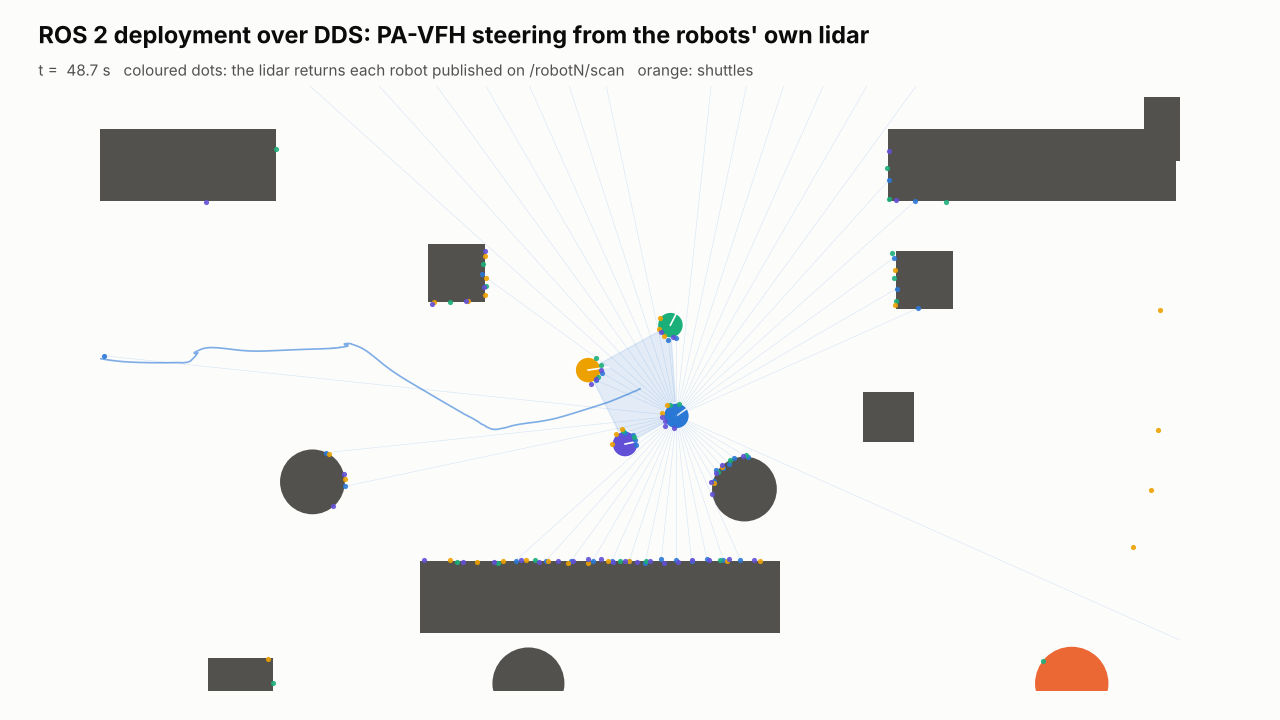 ROS 2 deployment over DDS: PA-VFH steering from the robots' own lidar
t =  48.7 s   coloured dots: the lidar returns each robot published on /robotN/scan   orange: shuttles